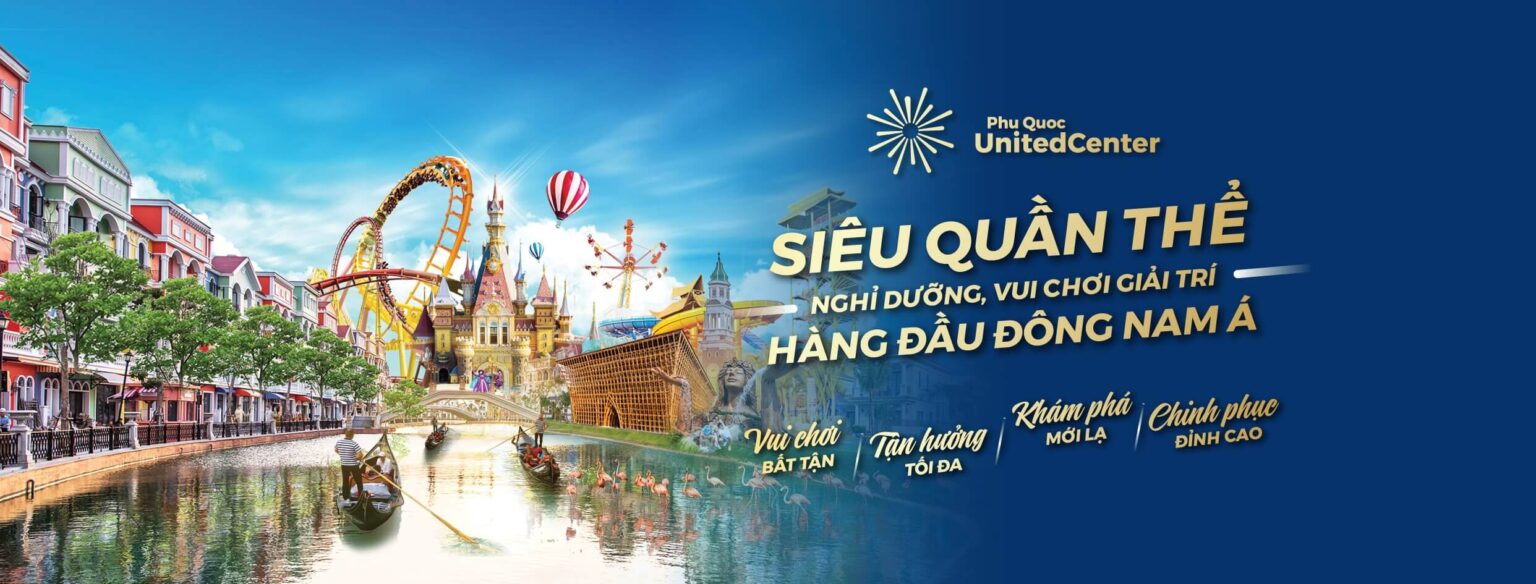 Phu Quoc
UnitedCenter
SIÊU QUẦN THỂ
NGHỈ DƯỠNG, VUI CHƠI GIẢI TRÍ
HÀNG ĐẦU ĐÔNG NAM Á
Vui chơi
BẤT TẬN
Tận hưởng
TỐI ĐA
Khám phá
MỚI LẠ
Chinh phục
ĐỈNH CAO